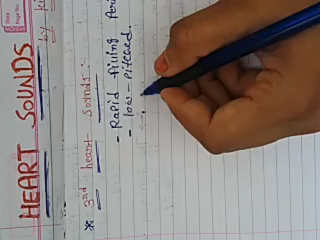 HEART SOUNDS
* 3rd heart sounds :
- Rapid filling
- low-pitched.